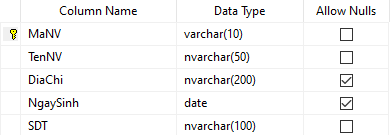 Column Name Data Type Allow Nulls
MaNV varchar(10)
TenNV nvarchar(50)
DiaChi nvarchar(200)
NgaySinh date
SDT nvarchar(100)